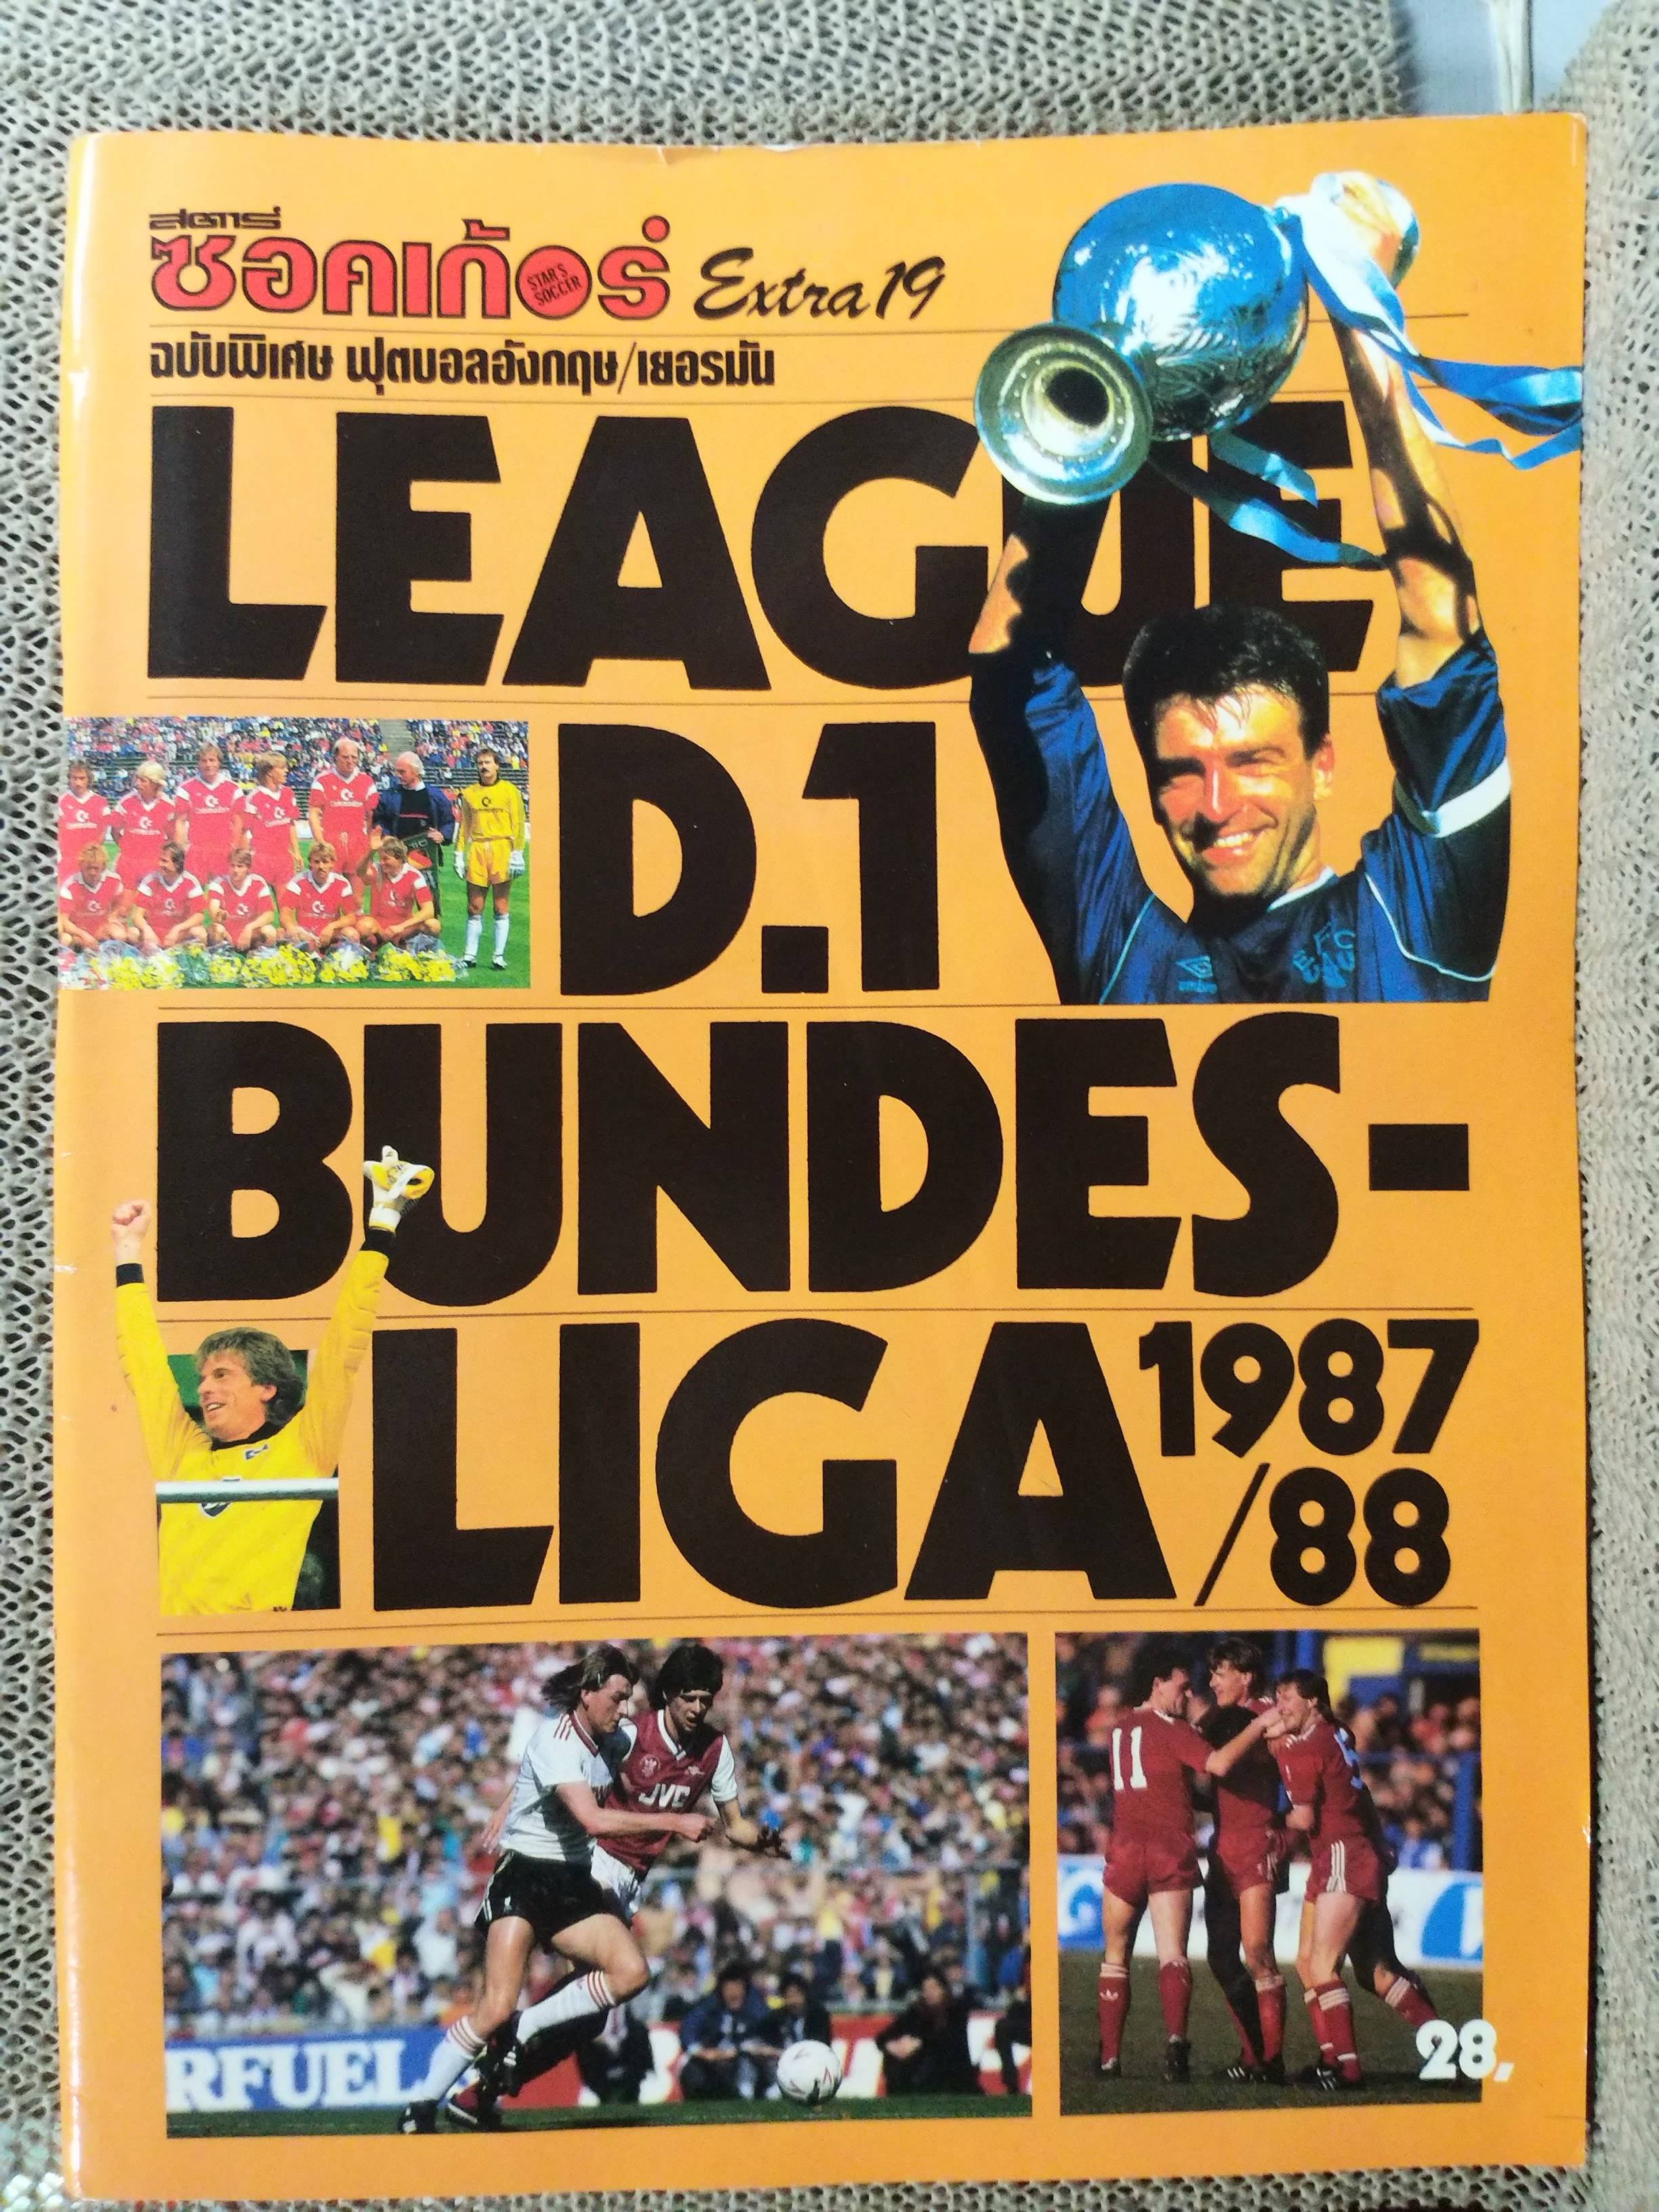 สตาร์
ซ๊อคเก้อร์ Extra 19
STAR'S
SOCCER
ฉบับพิเศษ ฟุตบอลอังกฤษ/เยอรมัน
LEAGUE
D.1
BUNDES-
LIGA 1987
/88
EFC
umbro
JVC
11
RFUEL
28,